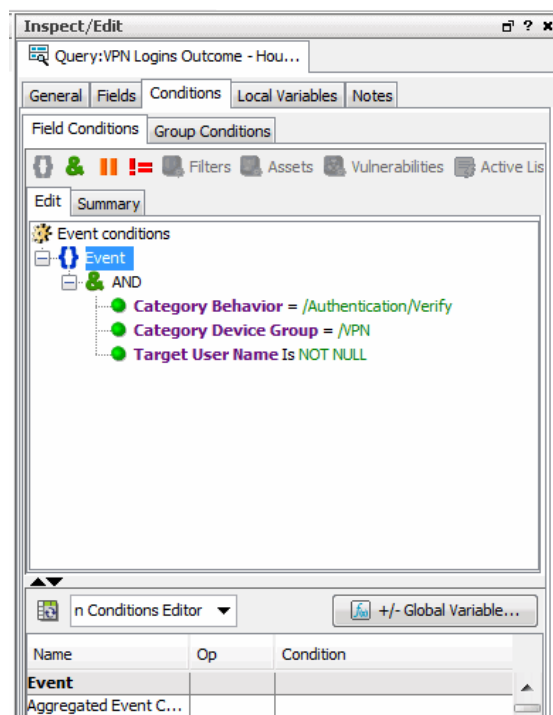 Inspect/Edit
Query:VPN Logins Outcome - Hou...
General Fields Conditions Local Variables Notes
Field Conditions Group Conditions
{} & || != Filters Assets Vulnerabilities Active Lis
Edit Summary
Event conditions
{} Event
& AND
Category Behavior = /Authentication/Verify
Category Device Group = /VPN
Target User Name Is NOT NULL
n Conditions Editor +/- Global Variable...
Name Op Condition
Event
Aggregated Event C...